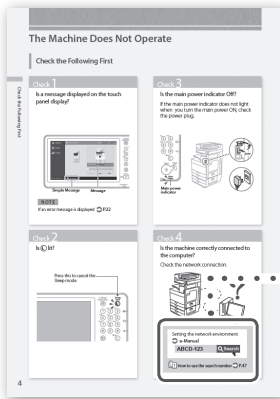 The Machine Does Not Operate
Check the Following First
Check the Following First
Check 1
Is a message displayed on the touch
panel display?
Simple Message
Message
NOTE
If an error message is displayed P.32
Check 2
Is lit?
Press this to cancel the
Sleep mode
Check 3
Is the main power indicator Off?
If the main power indicator does not light
when you turn the main power ON, check
the power plug.
Main power
indicator
Check 4
Is the machine correctly connected to
the computer?
Check the network connection.
Setting the network environment
e-Manual
ABCD-123 Search
How to use the search number P.47
4